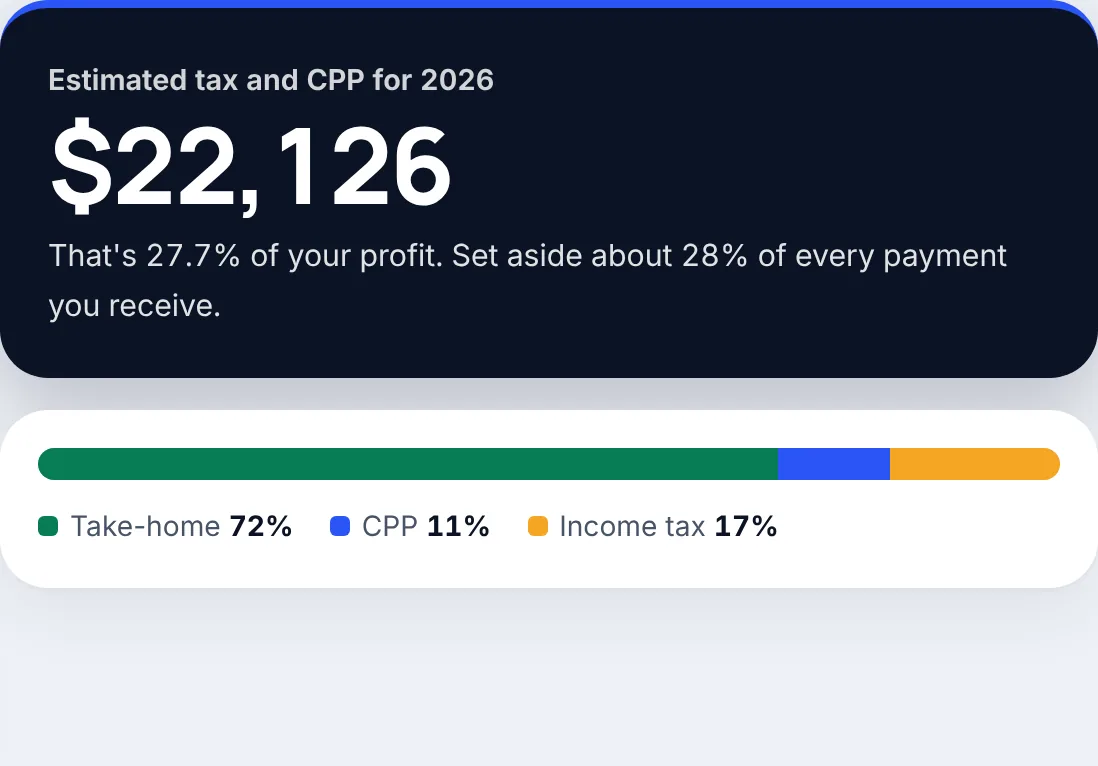 Estimated tax and CPP for 2026
$22,126
That's 27.7% of your profit. Set aside about 28% of every payment
you receive.
Take-home 72% CPP 11% Income tax 17%